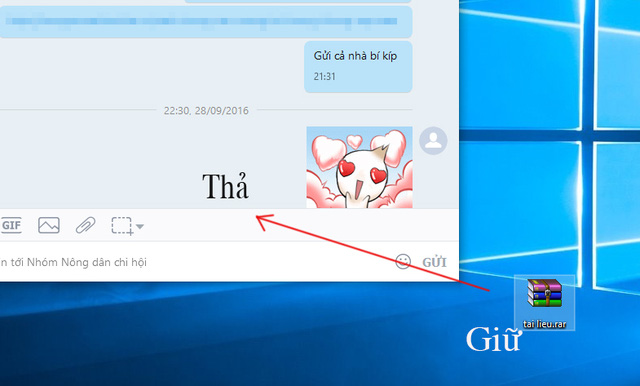 Gửi cả nhà bí kíp
21:31
22:30, 28/09/2016
Thả
GIF
n tới Nhóm Nông dân chi hội
GỬI
tai lieu.rar
Giữ